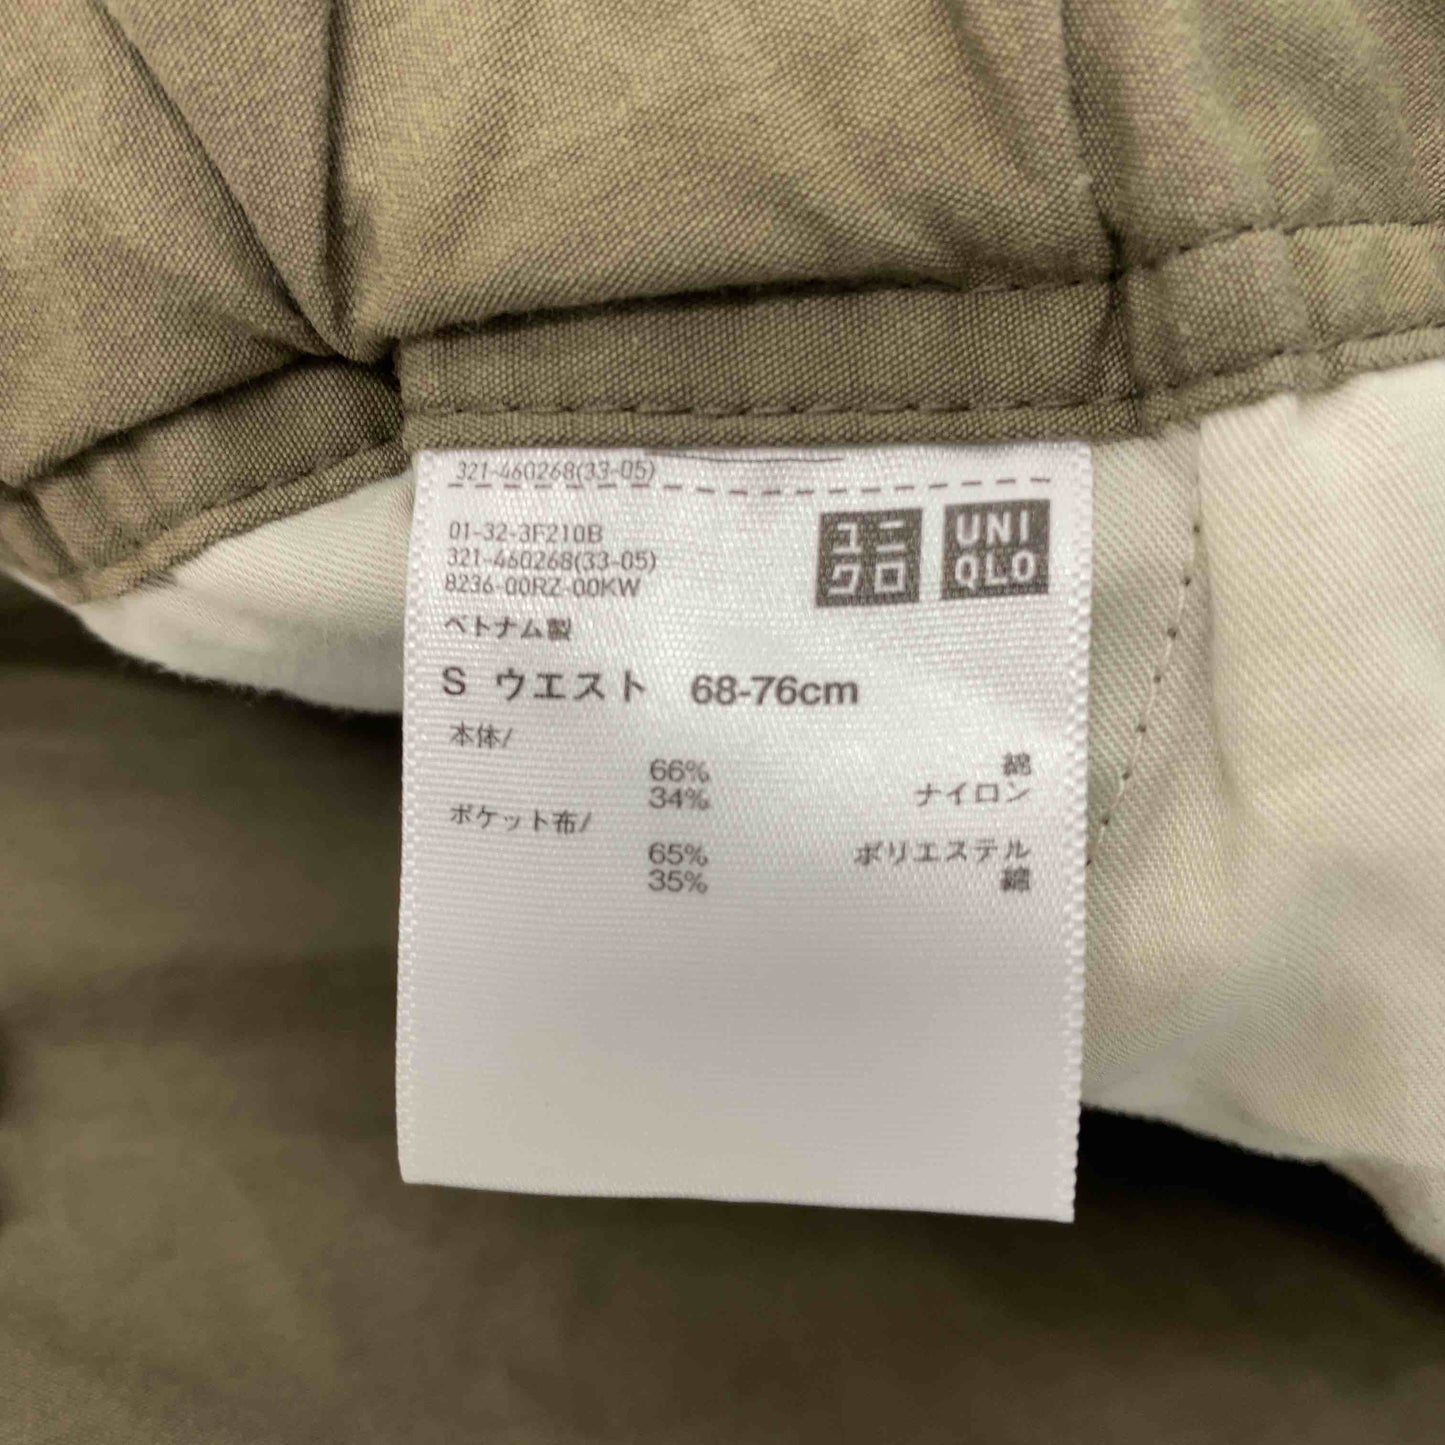 321-460268(33-05)
ユニ
クロ
UNI
QLO
01-32-3F210B
321-460268(33-05)
8236-00RZ-00KW
ベトナム製
S ウエスト 68-76cm
本体/
66% 綿
34% ナイロン
ポケット布/
65% ポリエステル
35% 綿